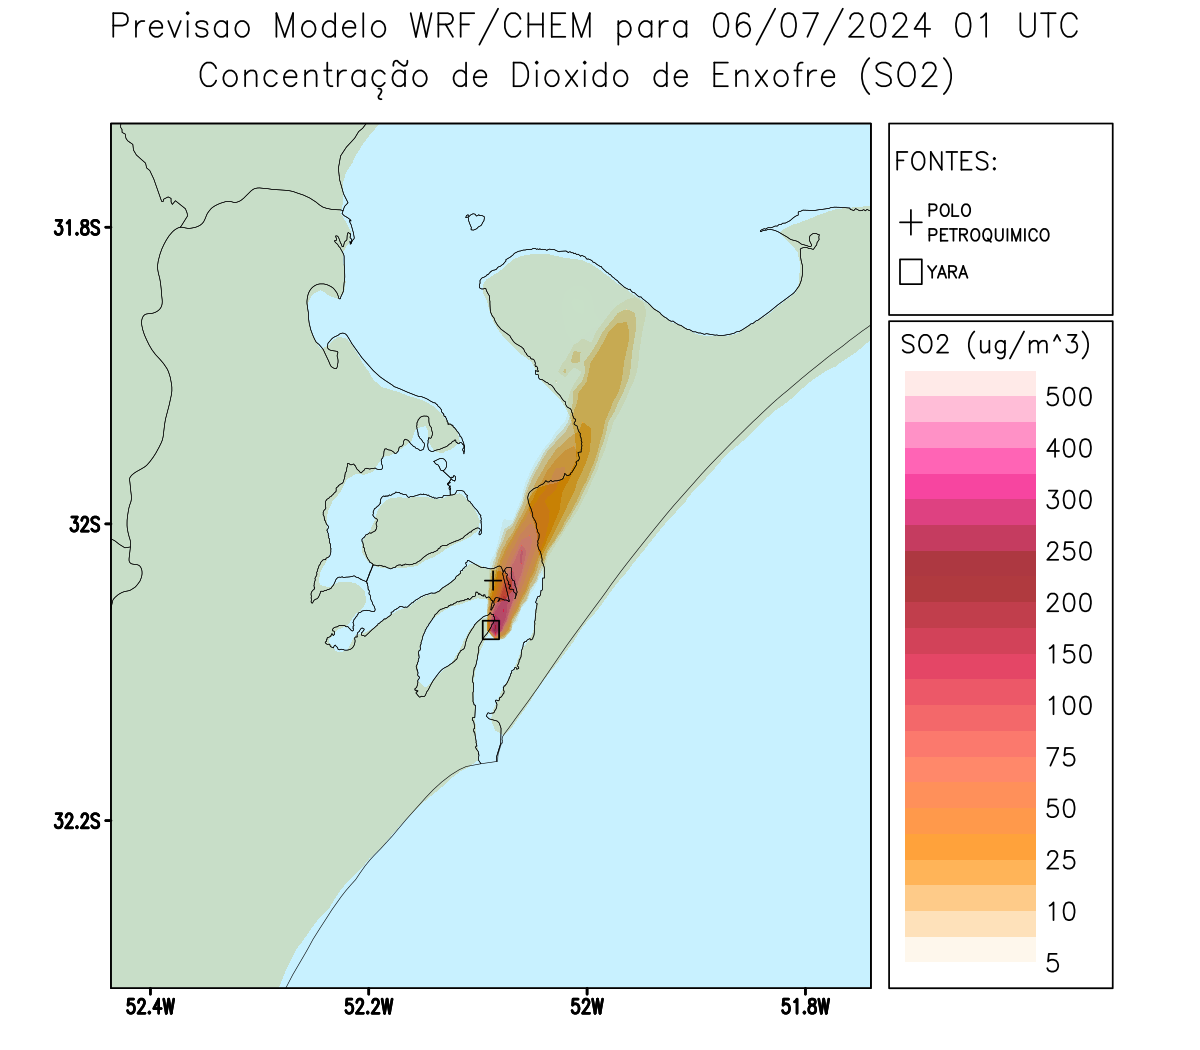 Previsao Modelo WRF/CHEM para 06/07/2024 01 UTC
Concentração de Dioxido de Enxofre (SO2)
FONTES:
POLO
PETROQUIMICO
YARA
31.8S
32S
32.2S
52.4W
52.2W
52W
51.8W
SO2 (ug/m^3)
500
400
300
250
200
150
100
75
50
25
10
5